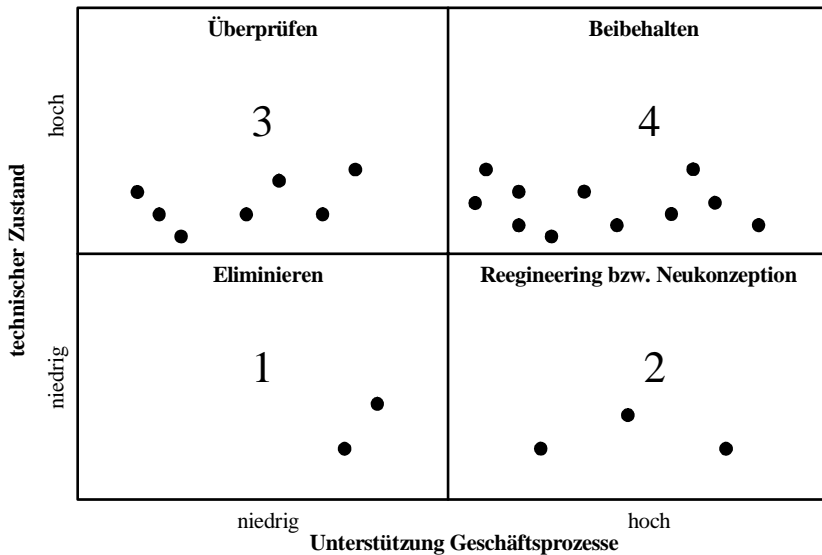 Überprüfen
Beibehalten
hoch
3
4
technischer Zustand
Eliminieren
Reegineering bzw. Neukonzeption
niedrig
1
2
niedrig
hoch
Unterstützung Geschäftsprozesse